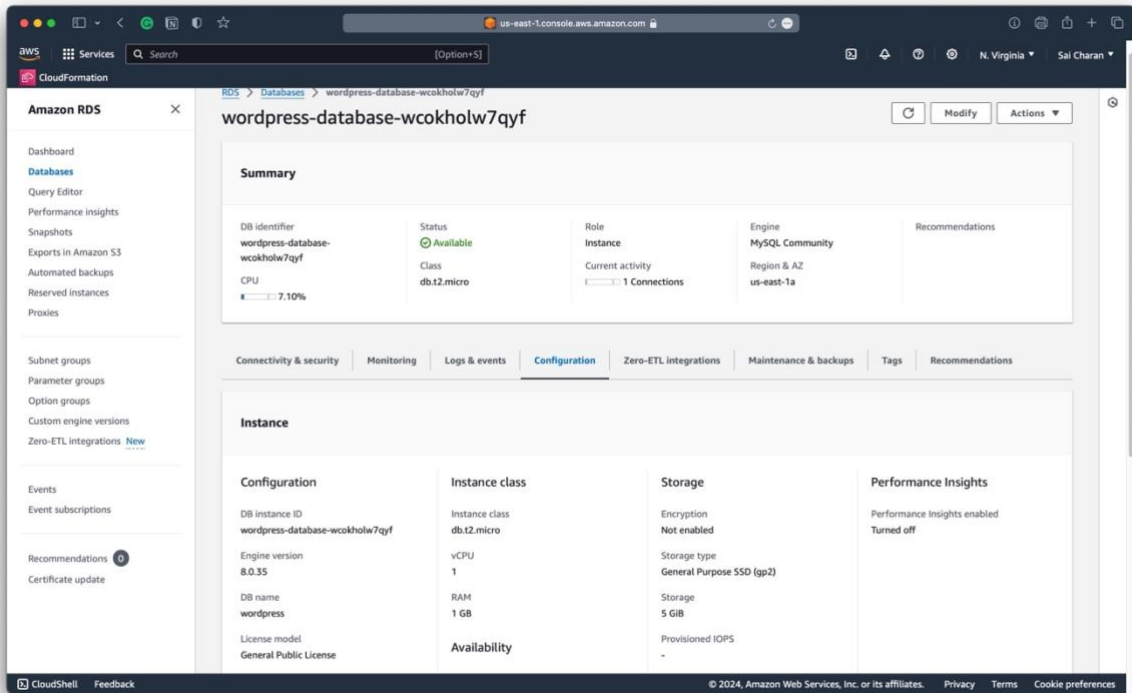 us-east-1.console.aws.amazon.com
aws
Services
Search
[Option+S]
N. Virginia
Sai Charan
CloudFormation
Amazon RDS
Dashboard
Databases
Query Editor
Performance insights
Snapshots
Exports in Amazon S3
Automated backups
Reserved instances
Proxies
Subnet groups
Parameter groups
Option groups
Custom engine versions
Zero-ETL integrations New
Events
Event subscriptions
Recommendations 0
Certificate update
RDS > Databases > wordpress-database-wcokholw7qyf
wordpress-database-wcokholw7qyf
Modify
Actions
Summary
DB identifier
wordpress-database-
wcokholw7qyf
CPU
7.10%
Status
Available
Class
db.t2.micro
Role
Instance
Current activity
1 Connections
Engine
MySQL Community
Region & AZ
us-east-1a
Recommendations
Connectivity & security
Monitoring
Logs & events
Configuration
Zero-ETL integrations
Maintenance & backups
Tags
Recommendations
Instance
Configuration
DB instance ID
wordpress-database-wcokholw7qyf
Engine version
8.0.35
DB name
wordpress
License model
General Public License
Instance class
Instance class
db.t2.micro
vCPU
1
RAM
1 GB
Availability
Storage
Encryption
Not enabled
Storage type
General Purpose SSD (gp2)
Storage
5 GiB
Provisioned IOPS
-
Performance Insights
Performance Insights enabled
Turned off
CloudShell
Feedback
© 2024, Amazon Web Services, Inc. or its affiliates.
Privacy
Terms
Cookie preferences